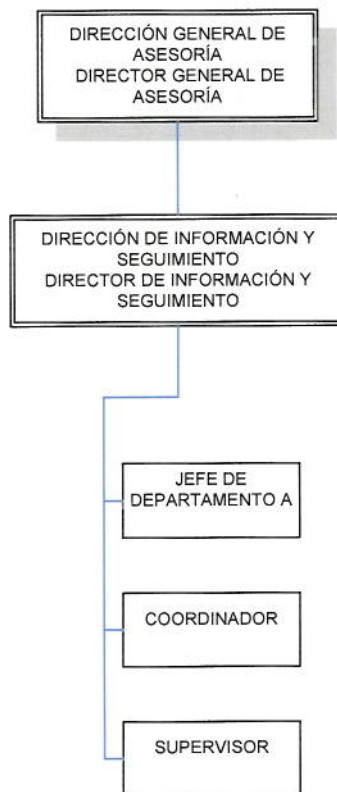 DIRECCIÓN GENERAL DE
ASESORÍA
DIRECTOR GENERAL DE
ASESORÍA
DIRECCIÓN DE INFORMACIÓN Y
SEGUIMIENTO
DIRECTOR DE INFORMACIÓN Y
SEGUIMIENTO
JEFE DE
DEPARTAMENTO A
COORDINADOR
SUPERVISOR